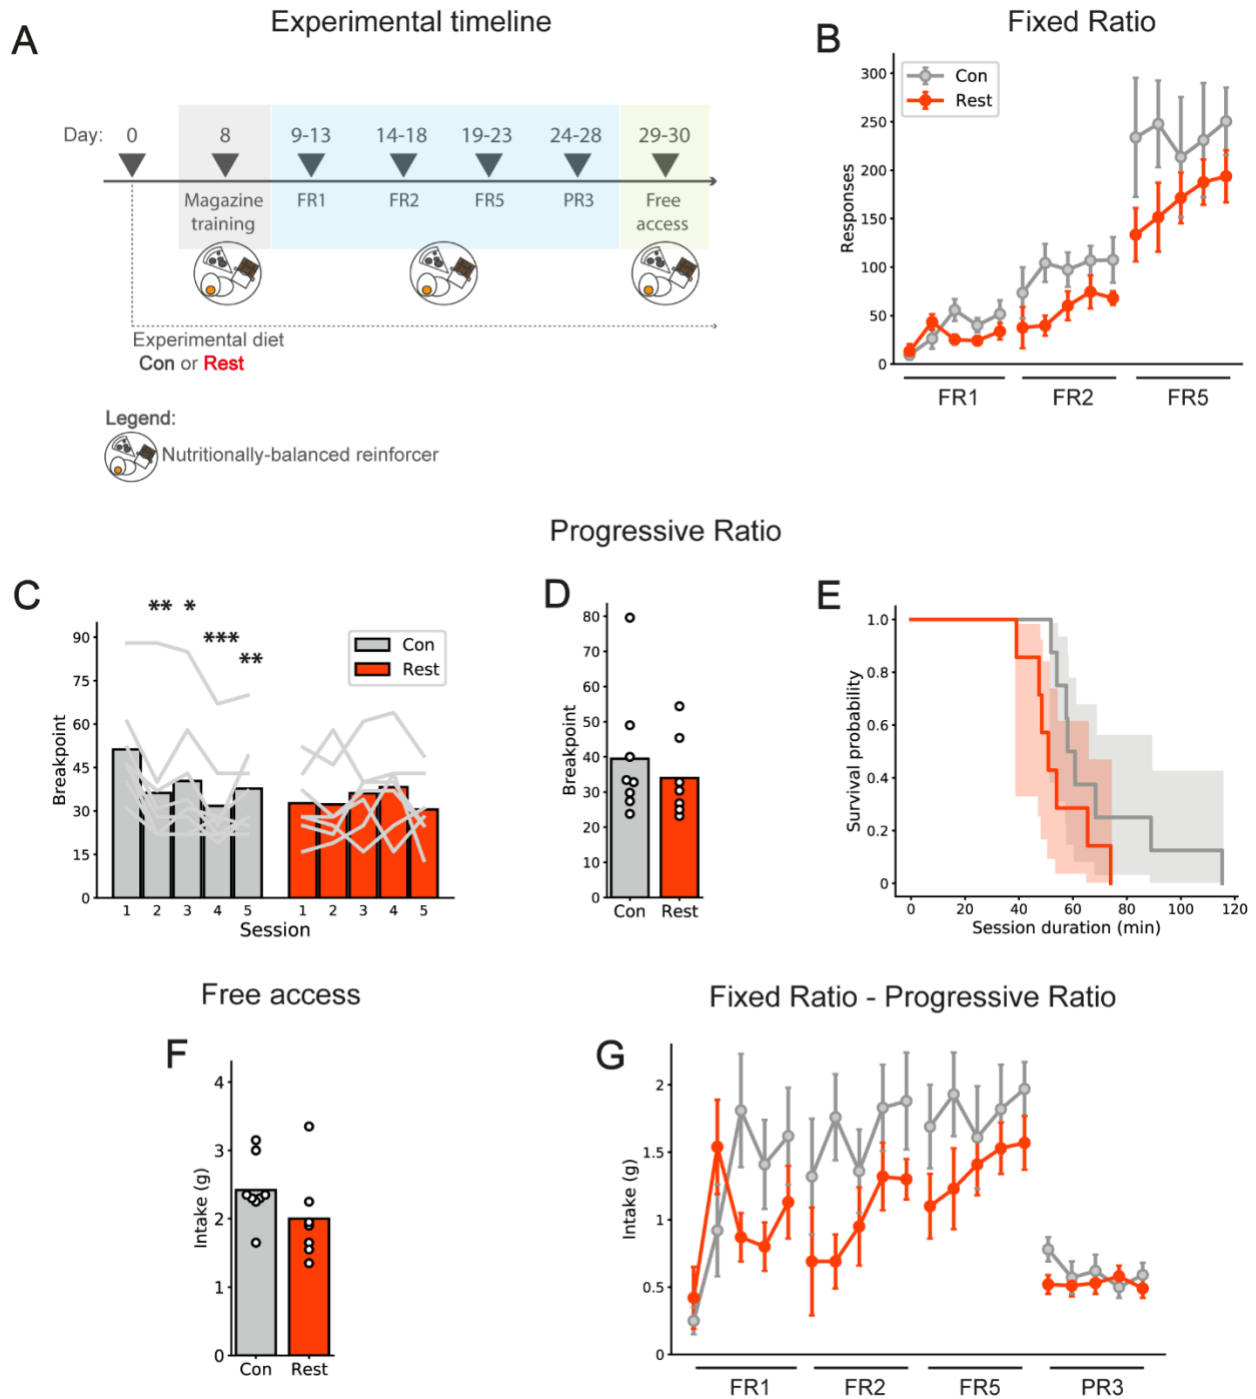 Experimental timeline
A
Day: 0 8 9-13 14-18 19-23 24-28 29-30
Magazine training FR1 FR2 FR5 PR3 Free access
Experimental diet
Con or Rest
Legend:
Nutritionally-balanced reinforcer
Fixed Ratio
B
Con
Rest
Responses
300
250
200
150
100
50
0
FR1 FR2 FR5
Progressive Ratio
C
** * *** **
Con
Rest
Breakpoint
90
75
60
45
30
15
0
1 2 3 4 5 1 2 3 4 5
Session
D
Breakpoint
80
70
60
50
40
30
20
10
0
Con Rest
E
Survival probability
1.0
0.8
0.6
0.4
0.2
0
0 20 40 60 80 100 120
Session duration (min)
Free access
F
Intake (g)
4
3
2
1
0
Con Rest
Fixed Ratio - Progressive Ratio
G
Intake (g)
2
1.5
1
0.5
0
FR1 FR2 FR5 PR3